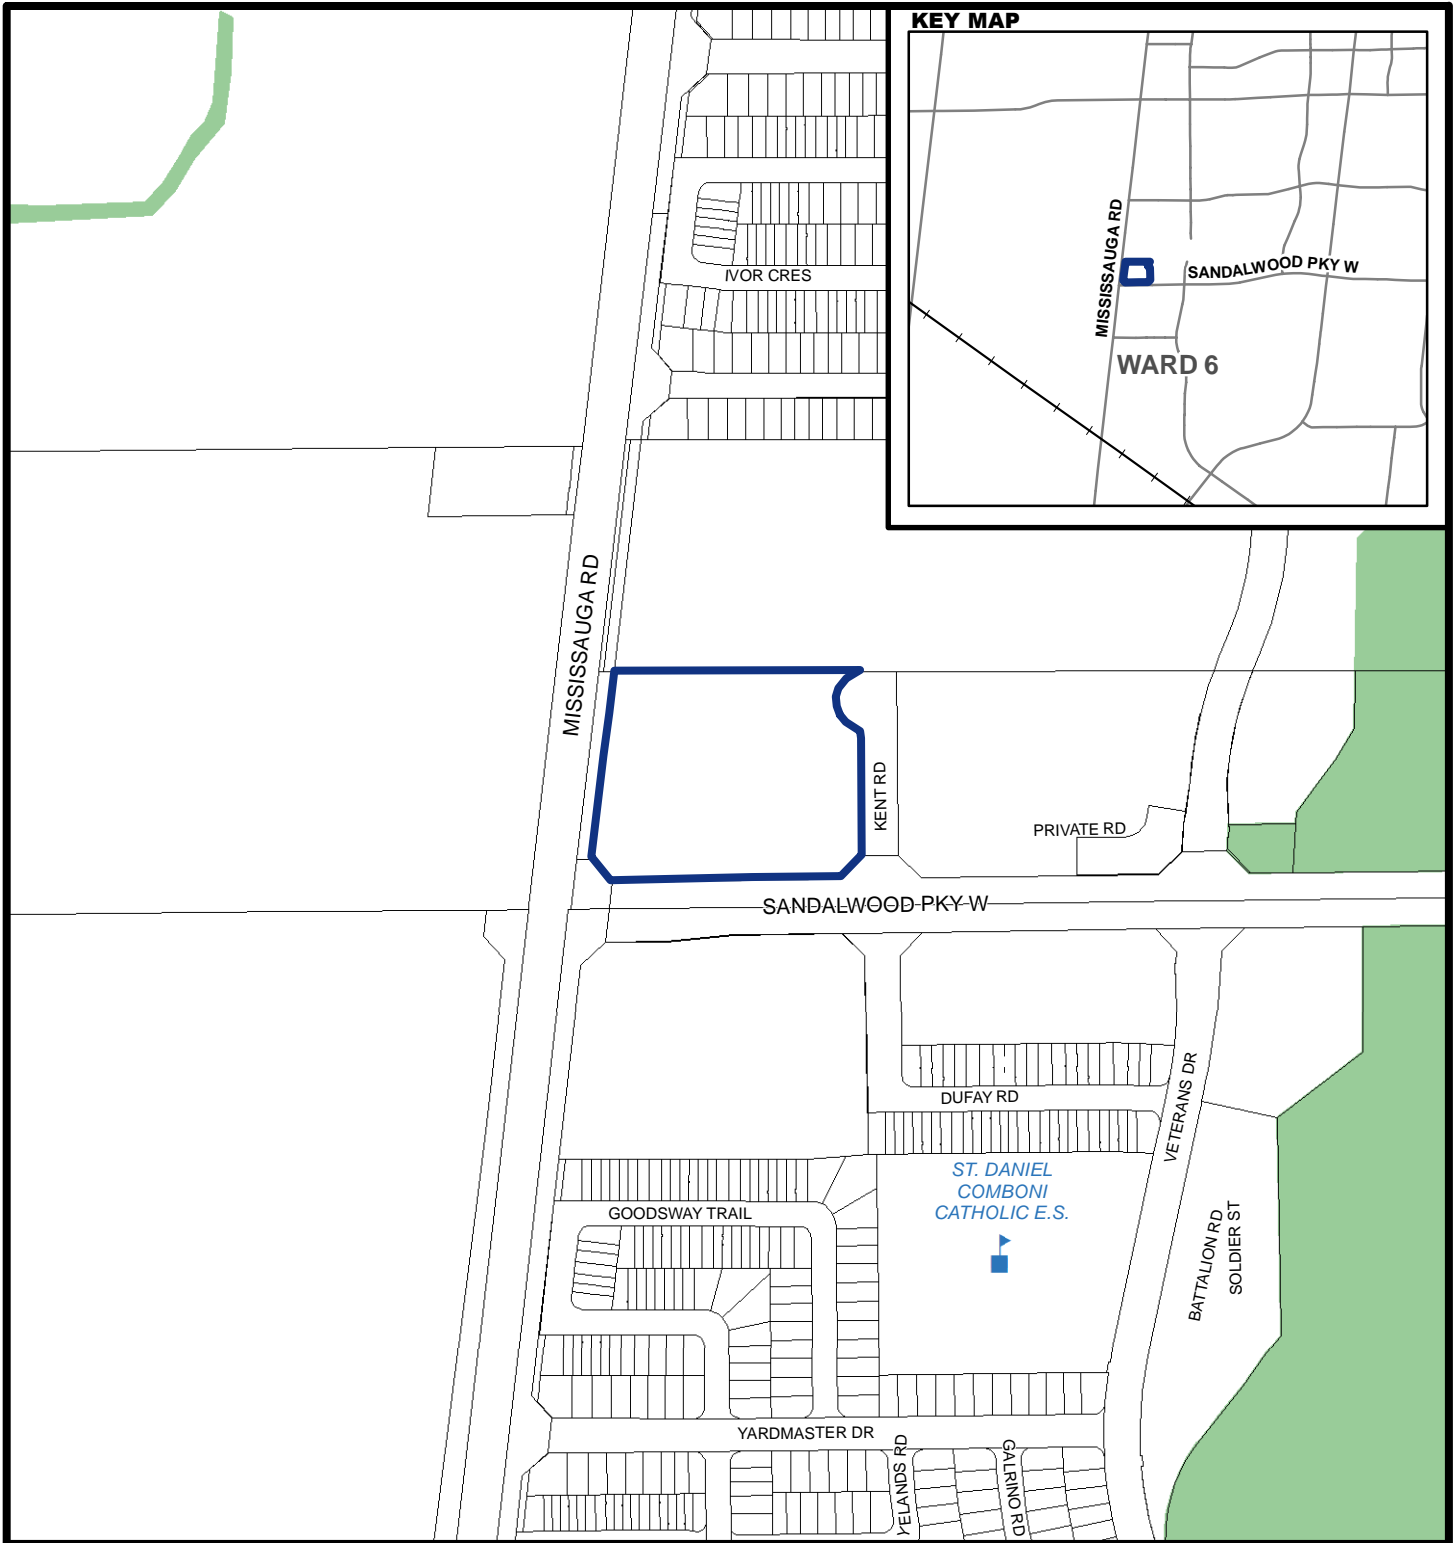 KEY MAP
MISSISSAUGA RD
SANDALWOOD PKY W
WARD 6
IVOR CRES
MISSISSAUGA RD
KENT RD
PRIVATE RD
SANDALWOOD PKY W
DUFAY RD
VETERANS DR
ST. DANIEL
COMBONI
CATHOLIC E.S.
GOODSWAY TRAIL
BATTALION RD
SOLDIER ST
YARDMASTER DR
YELANDS RD
GALRINO RD